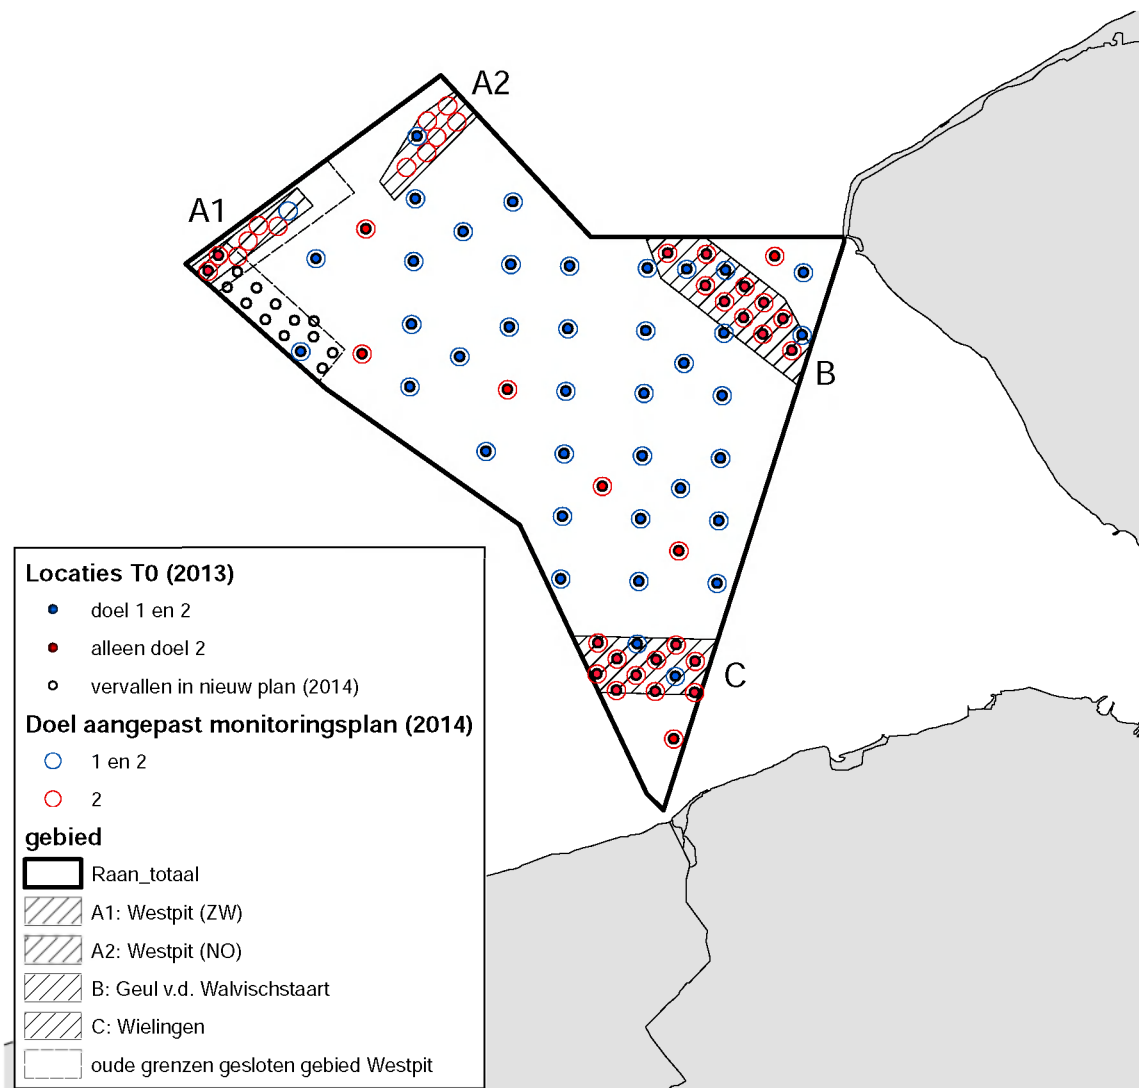 A2
A1
B
C
Locaties T0 (2013)
doel 1 en 2
alleen doel 2
vervallen in nieuw plan (2014)
Doel aangepast monitoringsplan (2014)
1 en 2
2
gebied
Raan_totaal
A1: Westpit (ZW)
A2: Westpit (NO)
B: Geul v.d. Walvischstaart
C: Wielingen
oude grenzen gesloten gebied Westpit